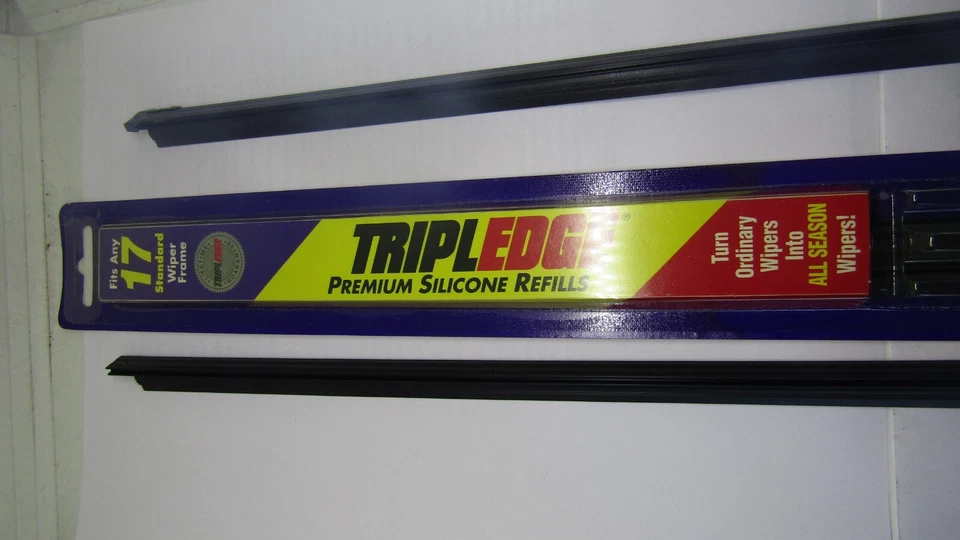 Fits Any
17
Standard
Wiper
Frame
TRIPLEDGE®
PREMIUM SILICONE REFILLS
Turn
Ordinary
Wipers
Into
ALL SEASON
Wipers!